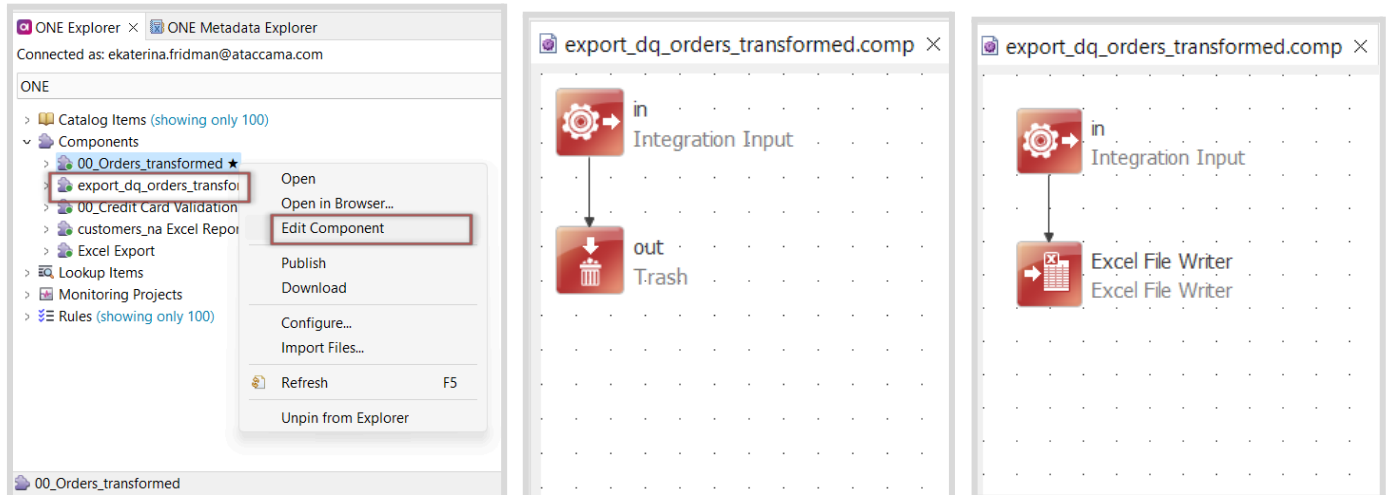 ONE Explorer
ONE Metadata Explorer
Connected as: ekaterina.fridman@ataccama.com
ONE
Catalog Items (showing only 100)
Components
00_Orders_transformed ★
export_dq_orders_transfor
00_Credit Card Validation
customers_na Excel Repor
Excel Export
Lookup Items
Monitoring Projects
Rules (showing only 100)
Open
Open in Browser...
Edit Component
Publish
Download
Configure...
Import Files...
Refresh F5
Unpin from Explorer
00_Orders_transformed
export_dq_orders_transformed.comp
in
Integration Input
out
Trash
export_dq_orders_transformed.comp
in
Integration Input
Excel File Writer
Excel File Writer